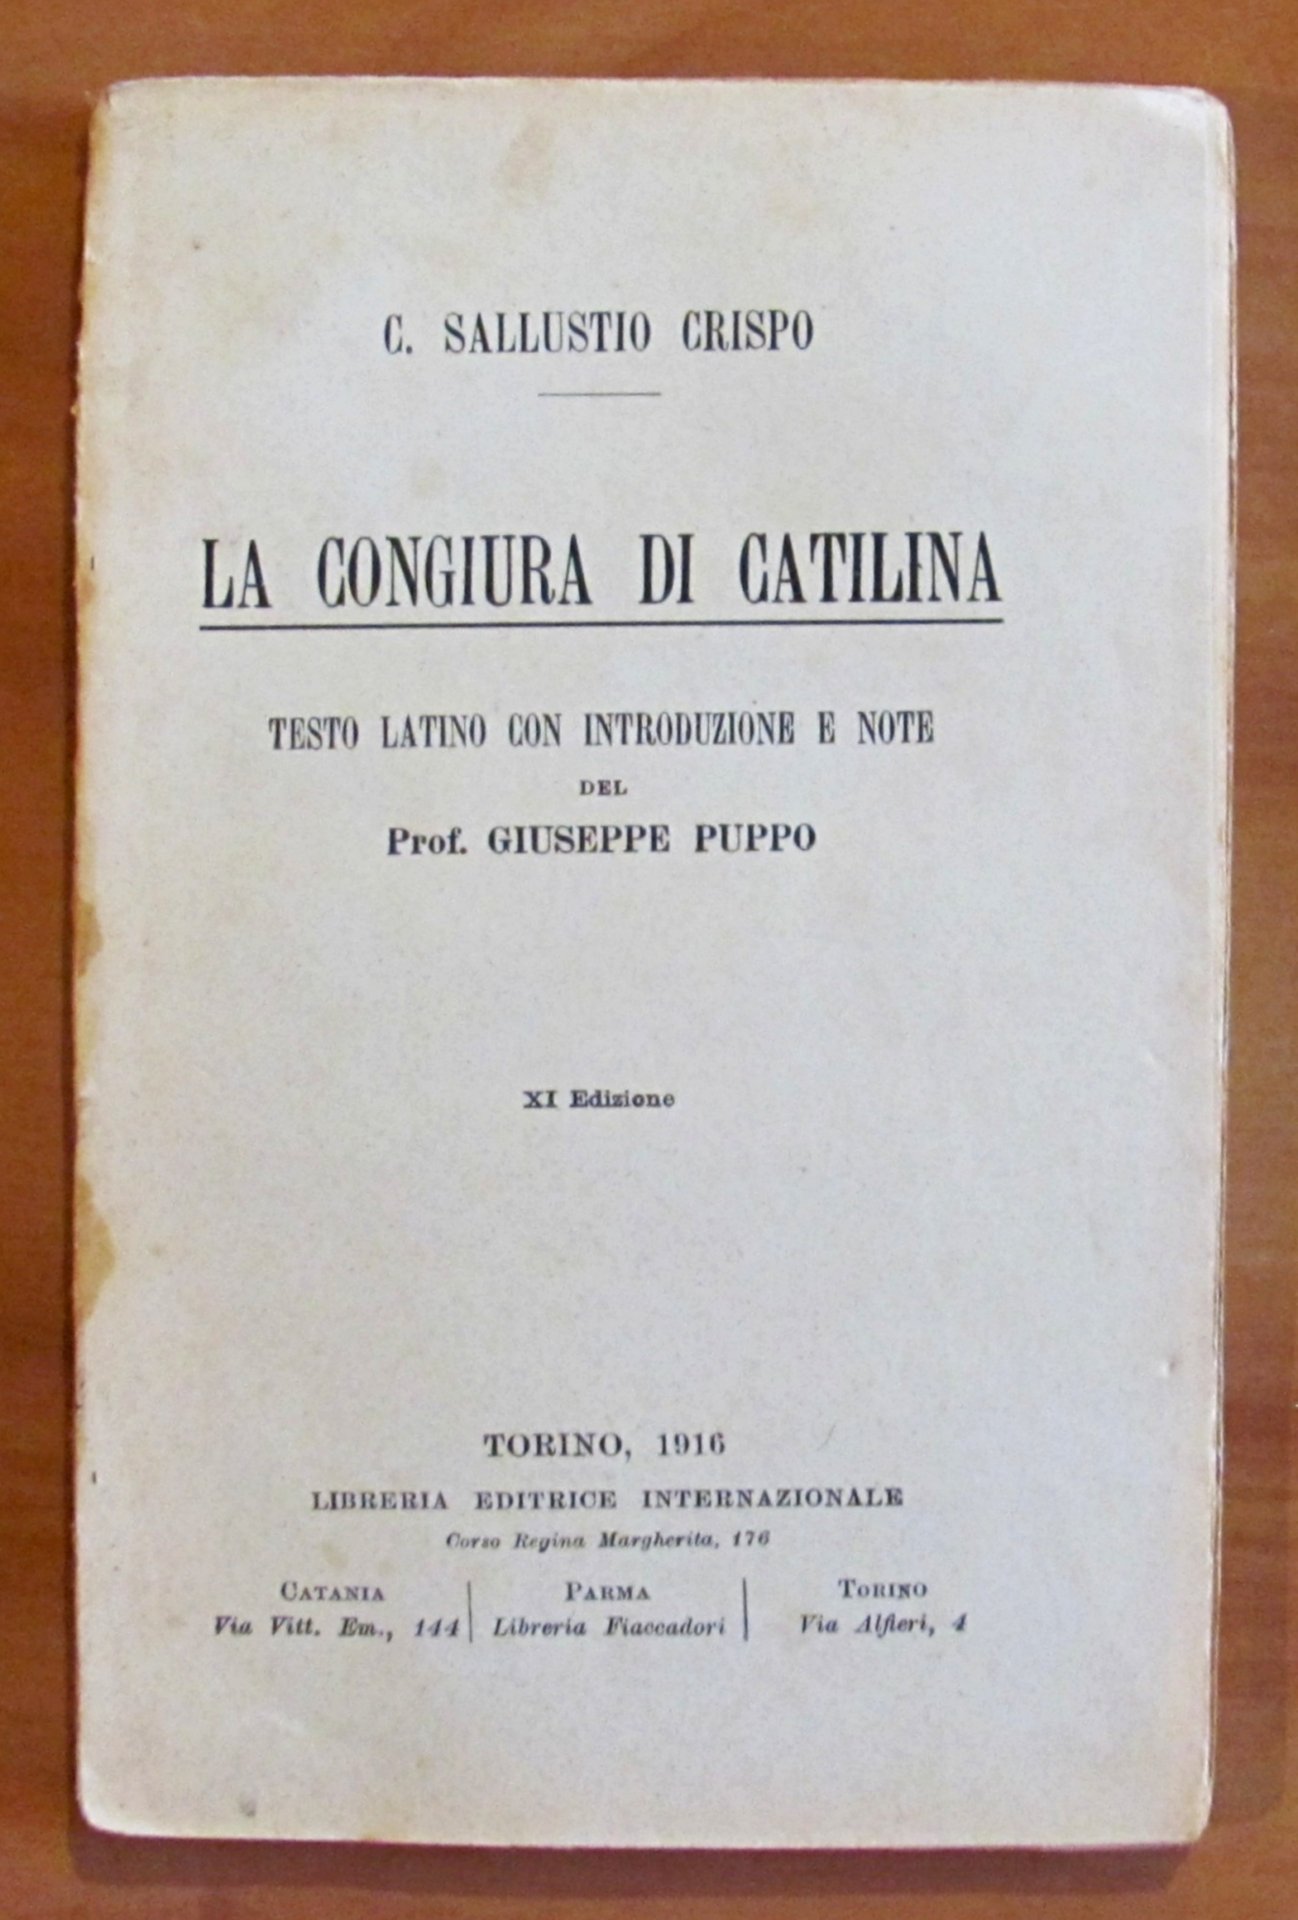 C. SALLUSTIO CRISPO
LA CONGIURA DI CATILINA
TESTO LATINO CON INTRODUZIONE E NOTE
DEL
Prof. GIUSEPPE PUPPO
XI Edizione
TORINO, 1916
LIBRERIA EDITRICE INTERNAZIONALE
Corso Regina Margherita, 176
CATANIA
Via Vitt. Em., 144
PARMA
Libreria Fiaccadori
TORINO
Via Alfieri, 4